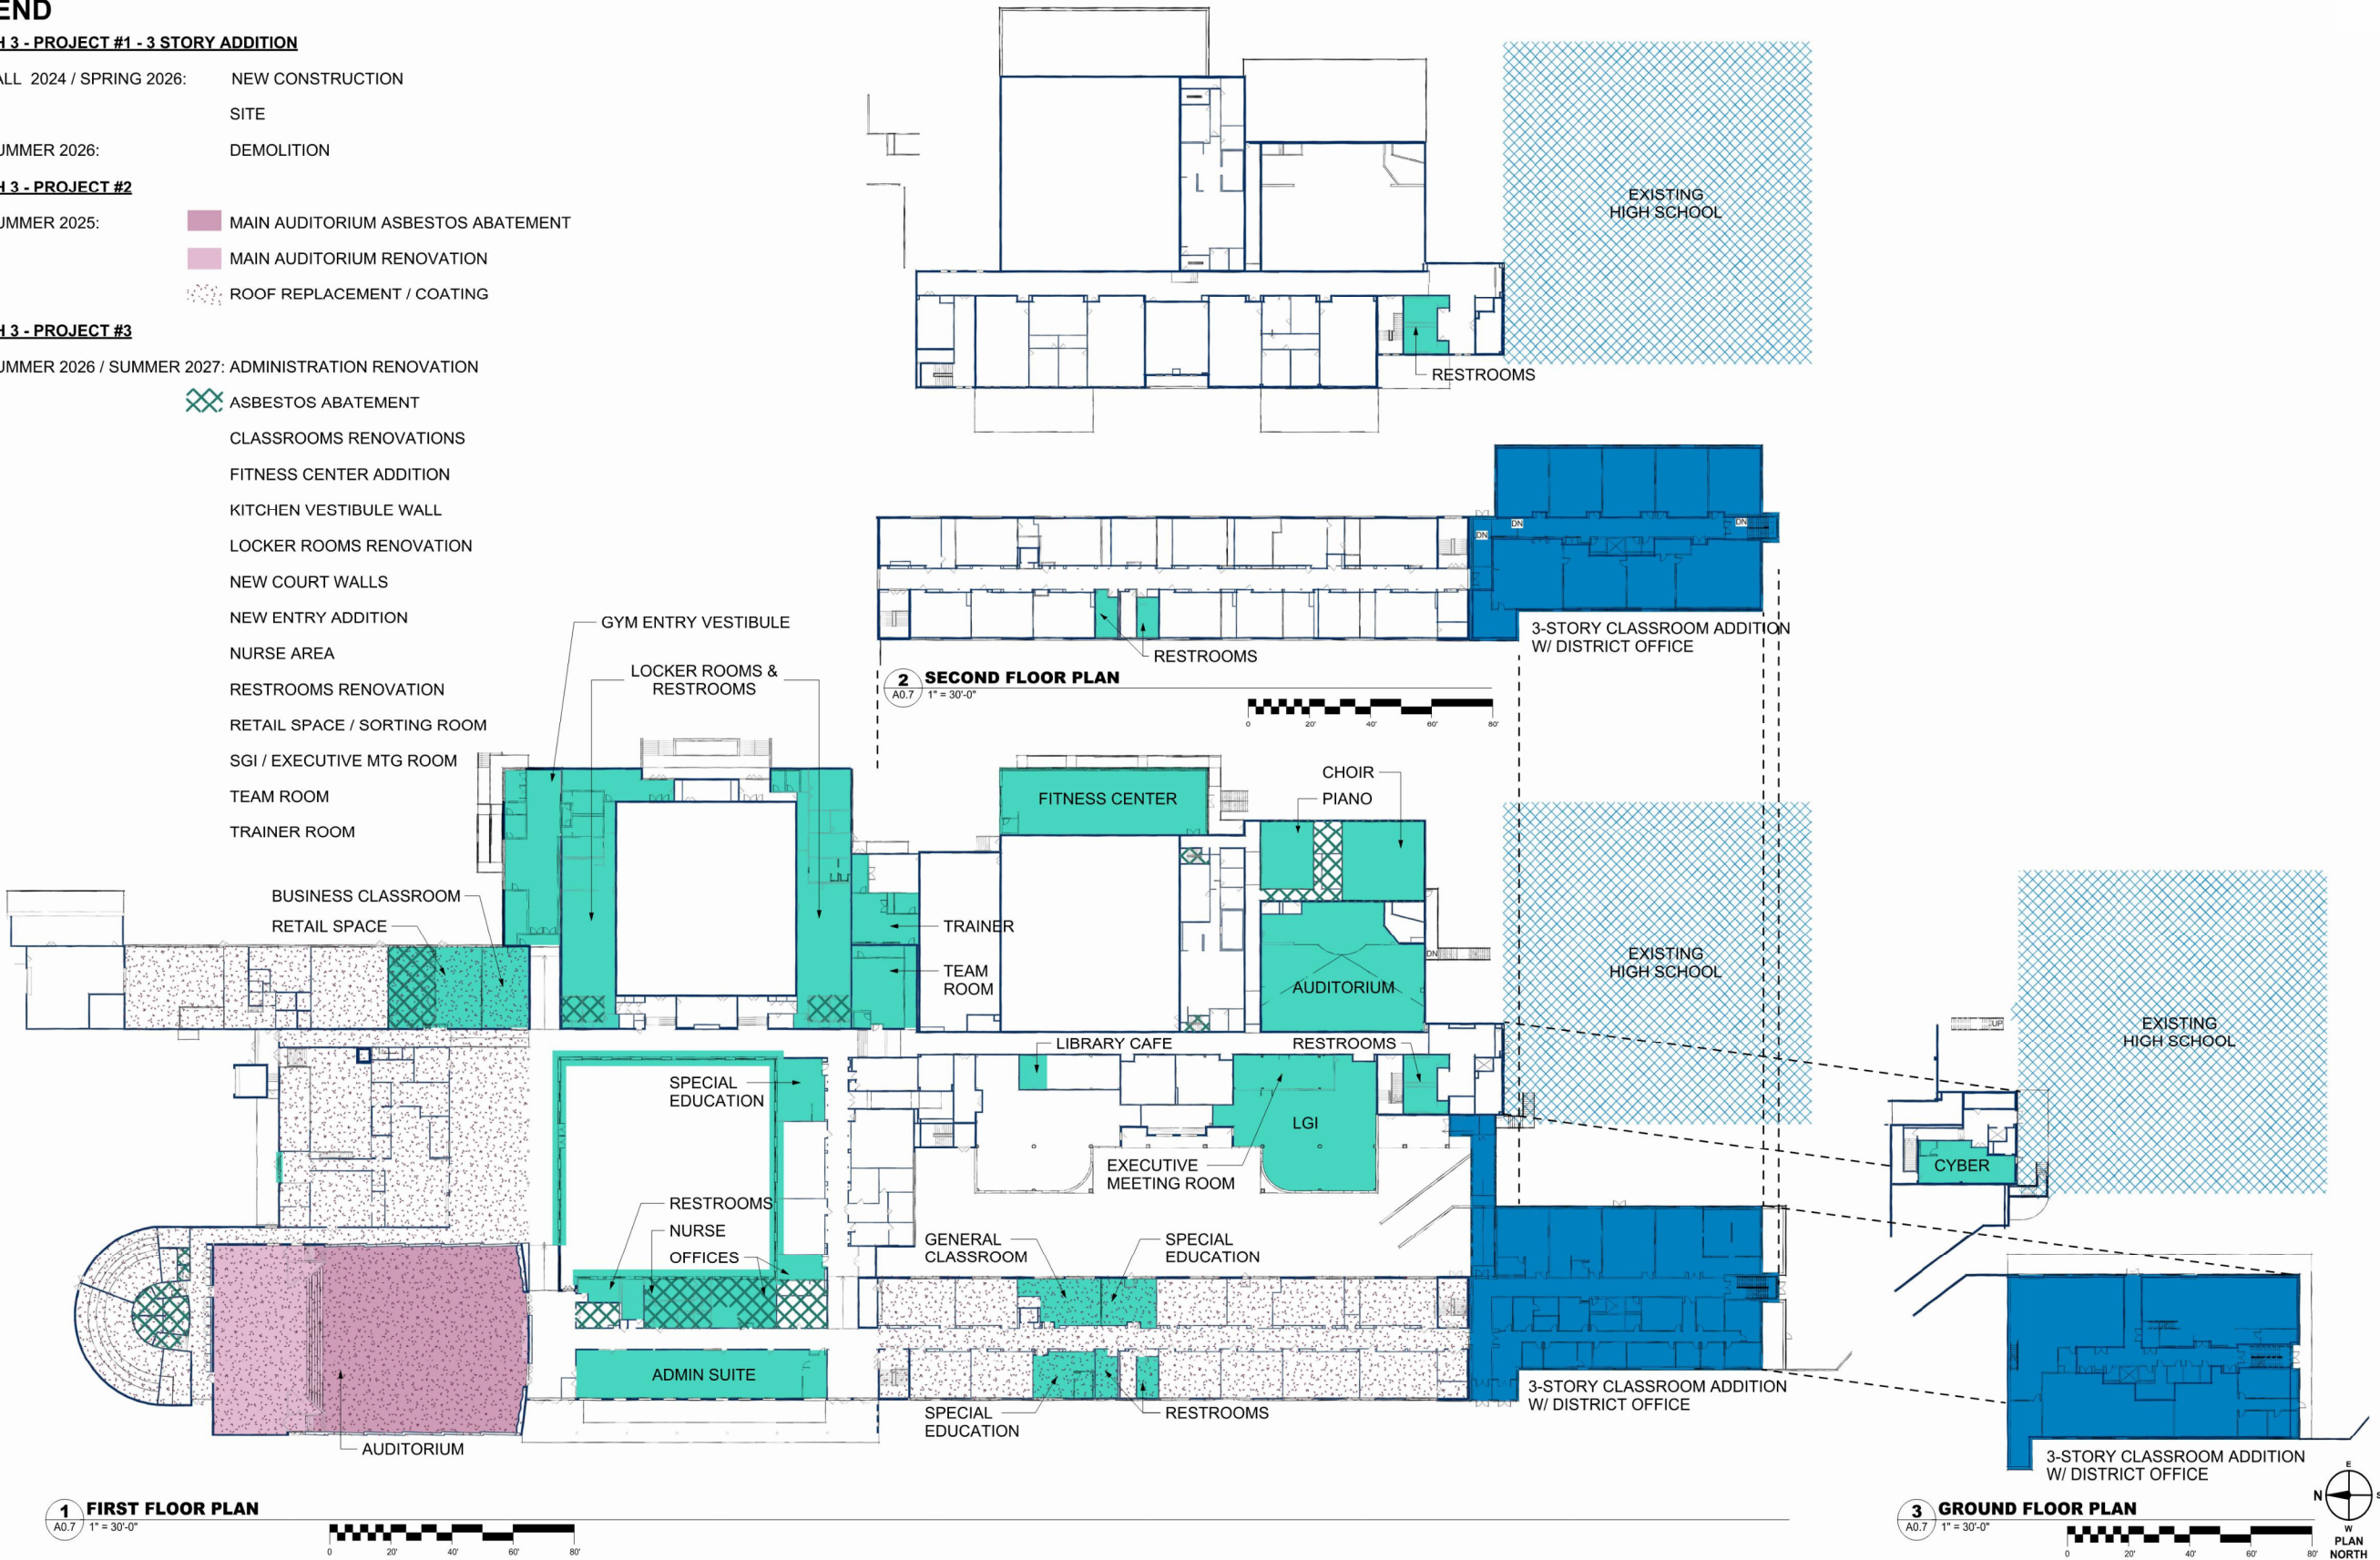 END
H 3 - PROJECT #1 - 3 STORY ADDITION
ALL 2024 / SPRING 2026: NEW CONSTRUCTION
SITE
UMMER 2026: DEMOLITION
H 3 - PROJECT #2
UMMER 2025: MAIN AUDITORIUM ASBESTOS ABATEMENT
MAIN AUDITORIUM RENOVATION
ROOF REPLACEMENT / COATING
H 3 - PROJECT #3
UMMER 2026 / SUMMER 2027: ADMINISTRATION RENOVATION
ASBESTOS ABATEMENT
CLASSROOMS RENOVATIONS
FITNESS CENTER ADDITION
KITCHEN VESTIBULE WALL
LOCKER ROOMS RENOVATION
NEW COURT WALLS
NEW ENTRY ADDITION
NURSE AREA
RESTROOMS RENOVATION
RETAIL SPACE / SORTING ROOM
SGI / EXECUTIVE MTG ROOM
TEAM ROOM
TRAINER ROOM
EXISTING
HIGH SCHOOL
RESTROOMS
DN
DN
DN
3-STORY CLASSROOM ADDITION
W/ DISTRICT OFFICE
RESTROOMS
2 SECOND FLOOR PLAN
A0.7 1" = 30'-0"
0 20' 40' 60' 80'
GYM ENTRY VESTIBULE
LOCKER ROOMS &
RESTROOMS
FITNESS CENTER
CHOIR
PIANO
BUSINESS CLASSROOM
RETAIL SPACE
TRAINER
TEAM
ROOM
AUDITORIUM
DN
EXISTING
HIGH SCHOOL
LIBRARY CAFE
RESTROOMS
SPECIAL
EDUCATION
LGI
EXECUTIVE
MEETING ROOM
RESTROOMS
NURSE
OFFICES
GENERAL
CLASSROOM
SPECIAL
EDUCATION
ADMIN SUITE
SPECIAL
EDUCATION
RESTROOMS
3-STORY CLASSROOM ADDITION
W/ DISTRICT OFFICE
AUDITORIUM
1 FIRST FLOOR PLAN
A0.7 1" = 30'-0"
0 20' 40' 60' 80'
UP
EXISTING
HIGH SCHOOL
CYBER
3-STORY CLASSROOM ADDITION
W/ DISTRICT OFFICE
3 GROUND FLOOR PLAN
A0.7 1" = 30'-0"
0 20' 40' 60' 80'
E
N S
W
PLAN
NORTH